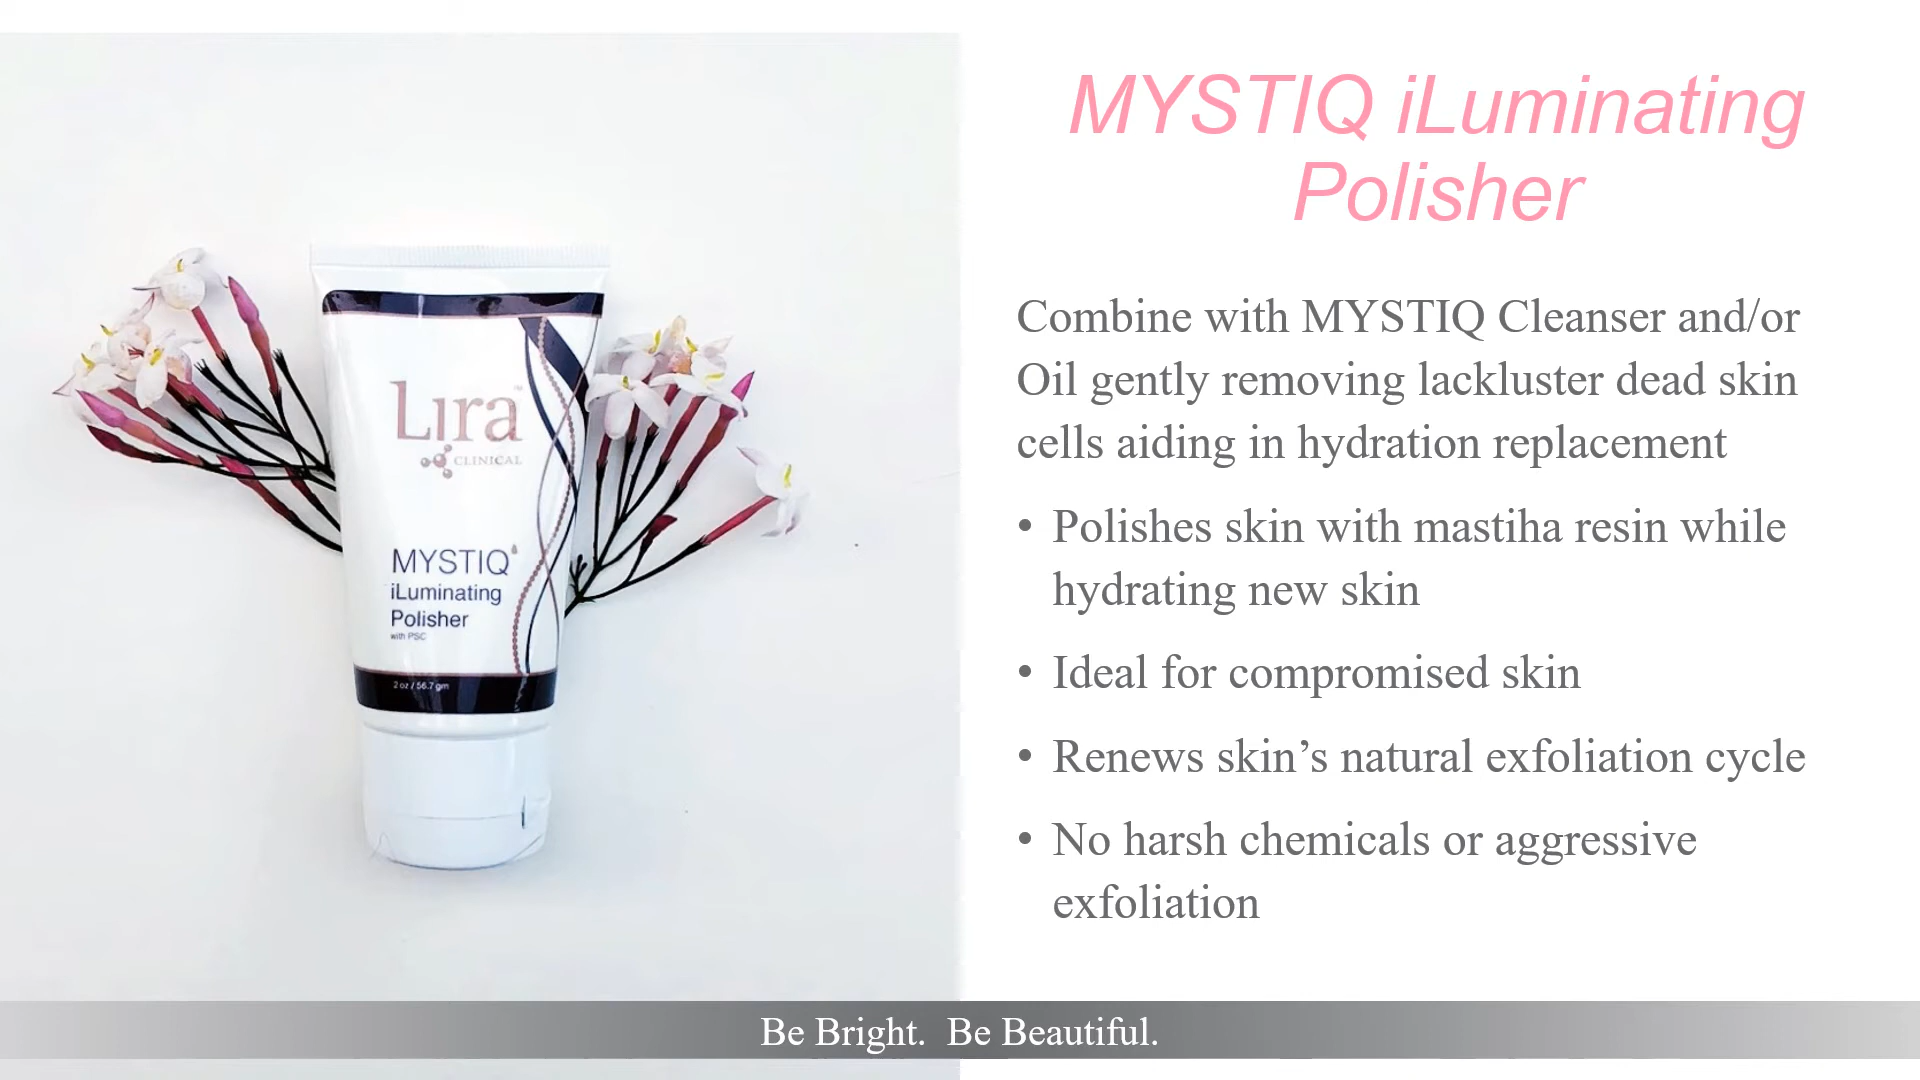 MYSTIQ iLuminating
Polisher
Combine with MYSTIQ Cleanser and/or
Oil gently removing lackluster dead skin
cells aiding in hydration replacement
• Polishes skin with mastiha resin while
hydrating new skin
• Ideal for compromised skin
• Renews skin’s natural exfoliation cycle
• No harsh chemicals or aggressive
exfoliation
Lira™
CLINICAL
MYSTIQ
iLuminating
Polisher
with PSC
2 oz / 56.7 gm
Be Bright.  Be Beautiful.